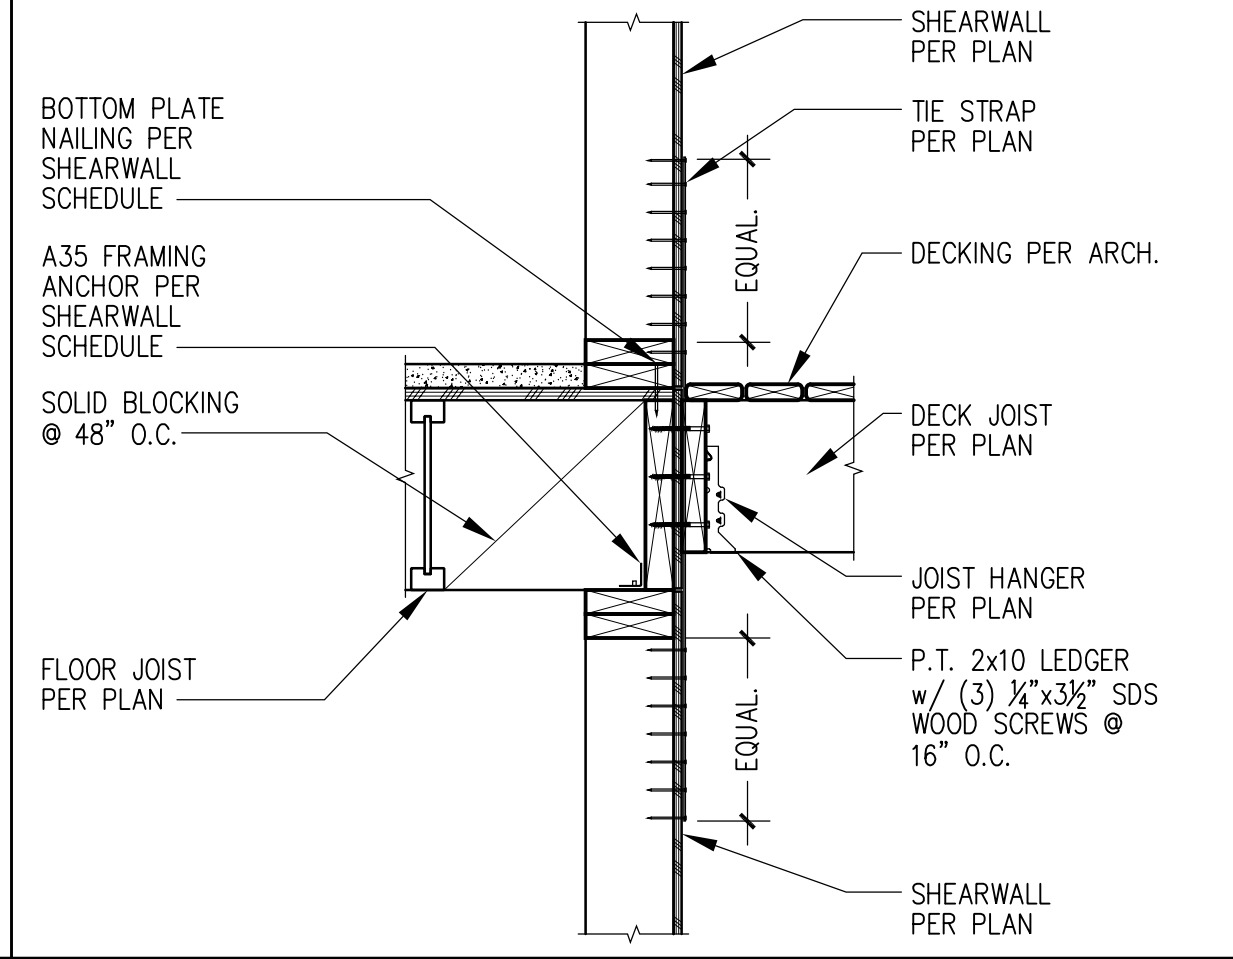 BOTTOM PLATE
NAILING PER
SHEARWALL
SCHEDULE
A35 FRAMING
ANCHOR PER
SHEARWALL
SCHEDULE
SOLID BLOCKING
@ 48" O.C.
FLOOR JOIST
PER PLAN
EQUAL.
EQUAL.
SHEARWALL
PER PLAN
TIE STRAP
PER PLAN
DECKING PER ARCH.
DECK JOIST
PER PLAN
JOIST HANGER
PER PLAN
P.T. 2x10 LEDGER
w/ (3) ¼"x3½" SDS
WOOD SCREWS @
16" O.C.
SHEARWALL
PER PLAN